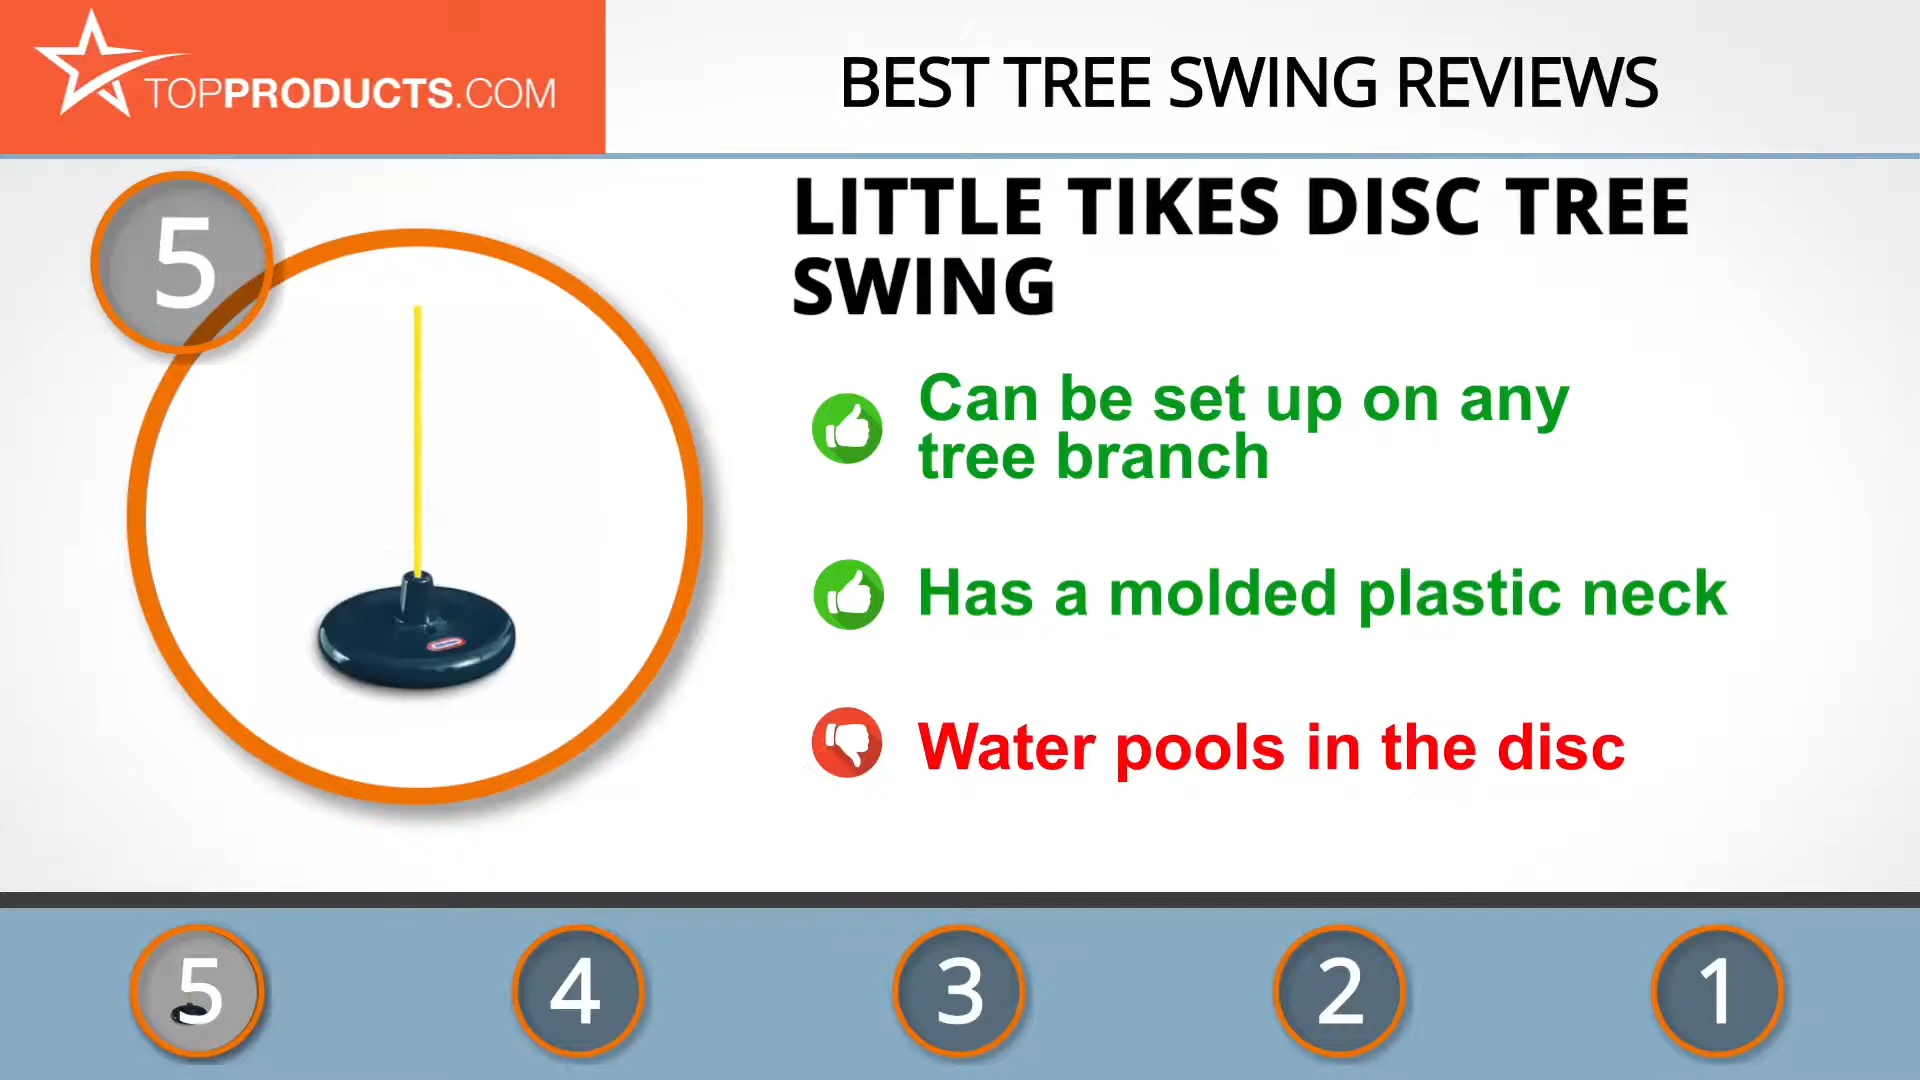 TOPPRODUCTS.COM
BEST TREE SWING REVIEWS
5
LITTLE TIKES DISC TREE
SWING
Can be set up on any
tree branch
Has a molded plastic neck
Water pools in the disc
5
4
3
2
1